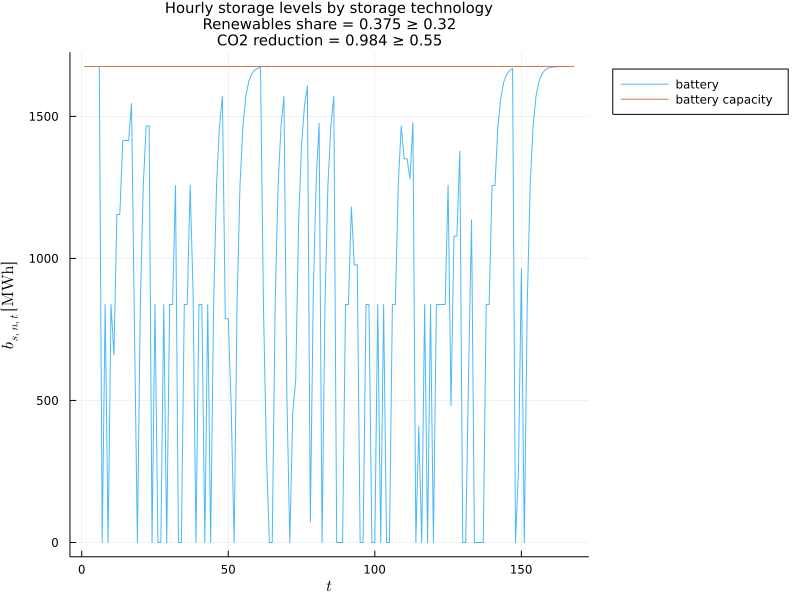 Hourly storage levels by storage technology
Renewables share = 0.375 ≥ 0.32
CO2 reduction = 0.984 ≥ 0.55
battery
battery capacity
b_{s, n, t} [MWh]
1500
1000
500
0
0 50 100 150
t